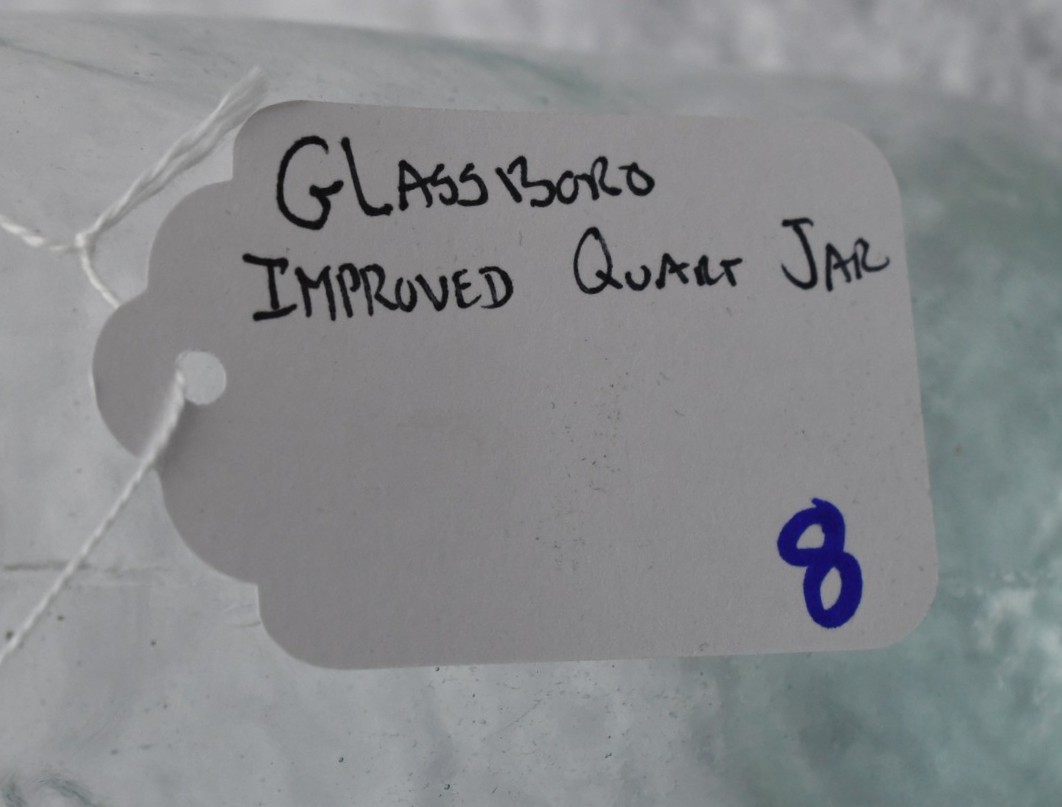 GLASSBORO
IMPROVED QUART JAR
8